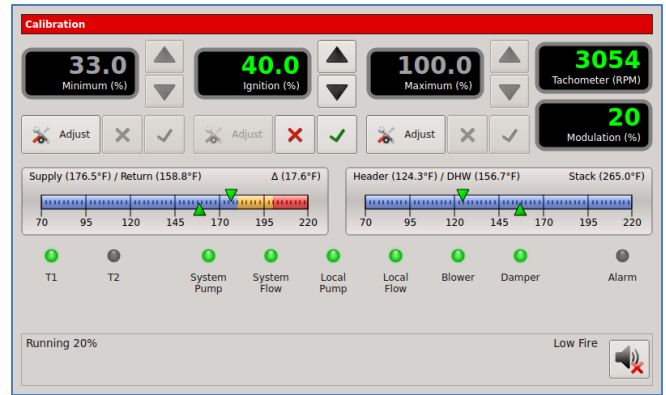 Calibration
33.0
Minimum (%)
40.0
Ignition (%)
100.0
Maximum (%)
3054
Tachometer (RPM)
20
Modulation (%)
Adjust
Adjust
Adjust
Supply (176.5°F) / Return (158.8°F) Δ (17.6°F)
70 95 120 145 170 195 220
Header (124.3°F) / DHW (156.7°F) Stack (265.0°F)
70 95 120 145 170 195 220
T1
T2
System
Pump
System
Flow
Local
Pump
Local
Flow
Blower
Damper
Alarm
Running 20%
Low Fire